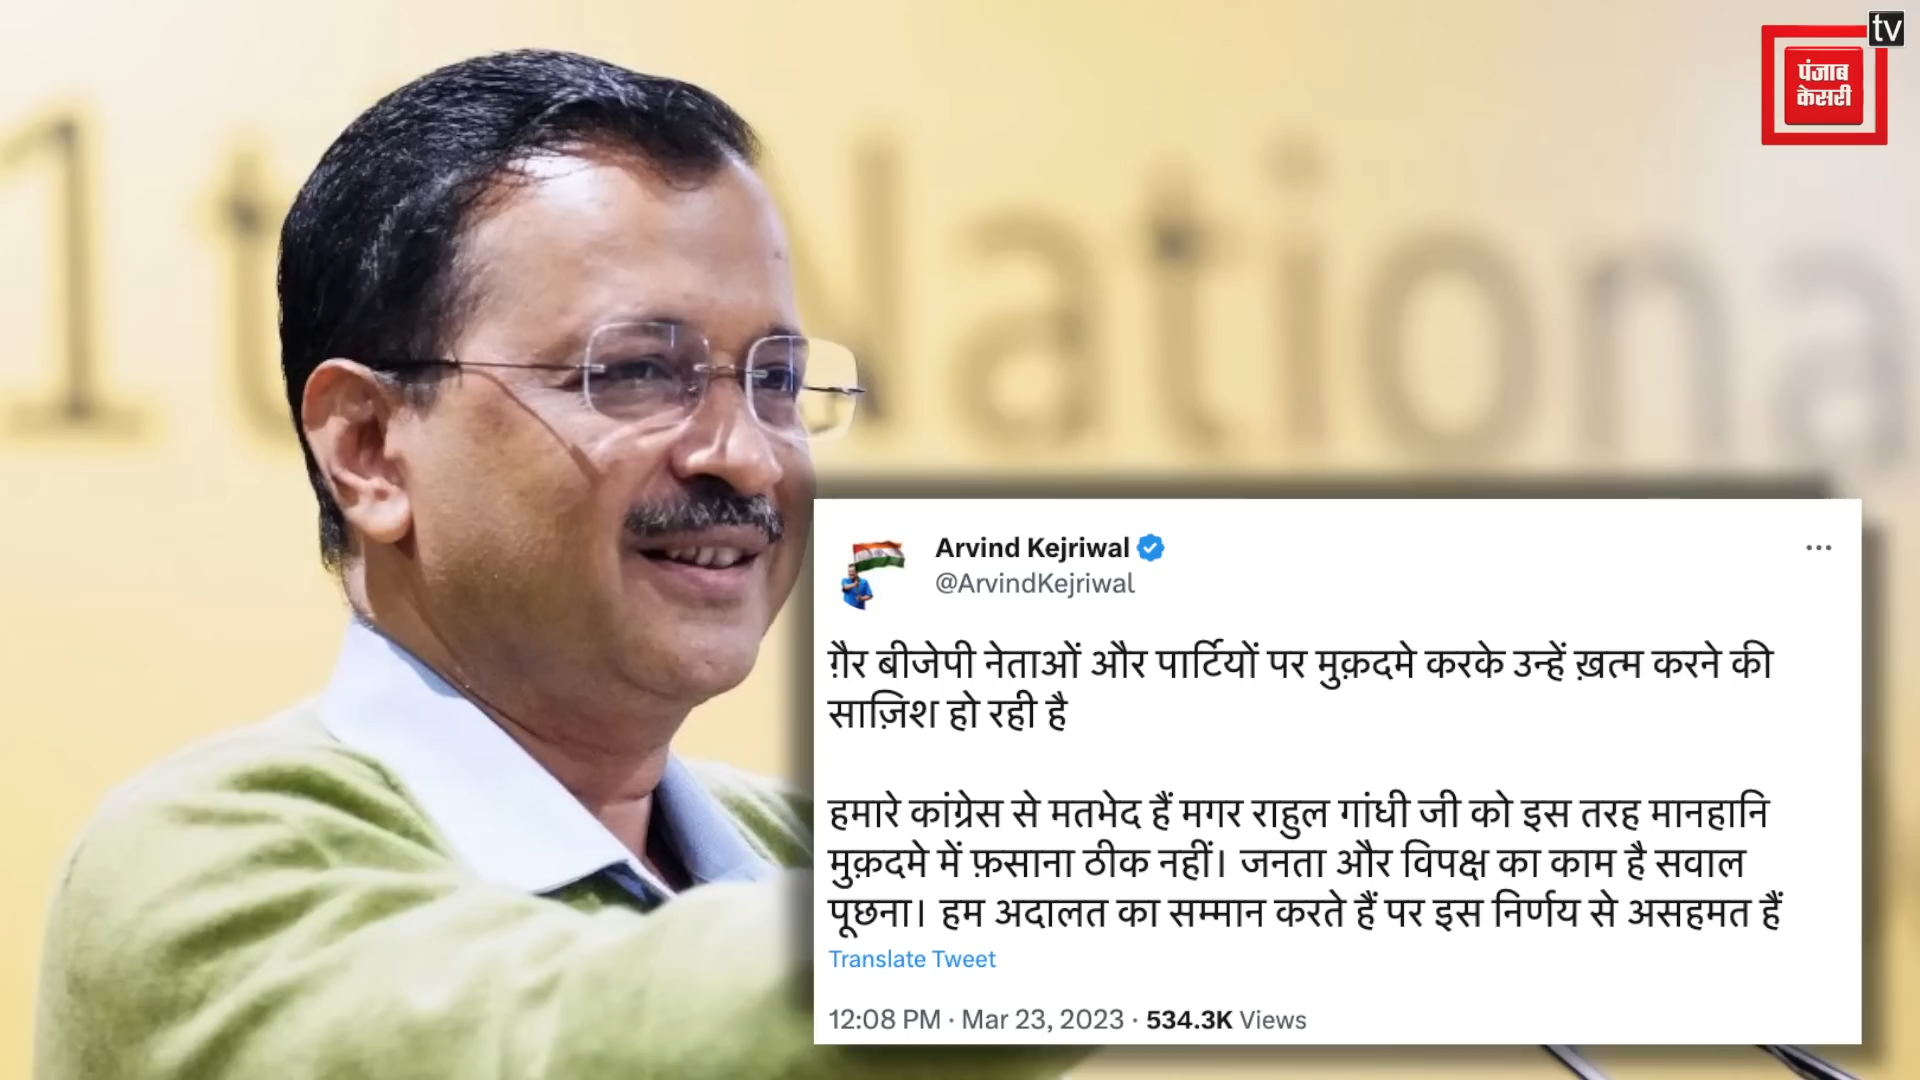 tv
पंजाब
केसरी
1t Nationa
Arvind Kejriwal
@ArvindKejriwal
ग़ैर बीजेपी नेताओं और पार्टियों पर मुक़दमे करके उन्हें ख़त्म करने की
साज़िश हो रही है
हमारे कांग्रेस से मतभेद हैं मगर राहुल गांधी जी को इस तरह मानहानि
मुक़दमे में फ़साना ठीक नहीं। जनता और विपक्ष का काम है सवाल
पूछना। हम अदालत का सम्मान करते हैं पर इस निर्णय से असहमत हैं
Translate Tweet
12:08 PM · Mar 23, 2023 · 534.3K Views